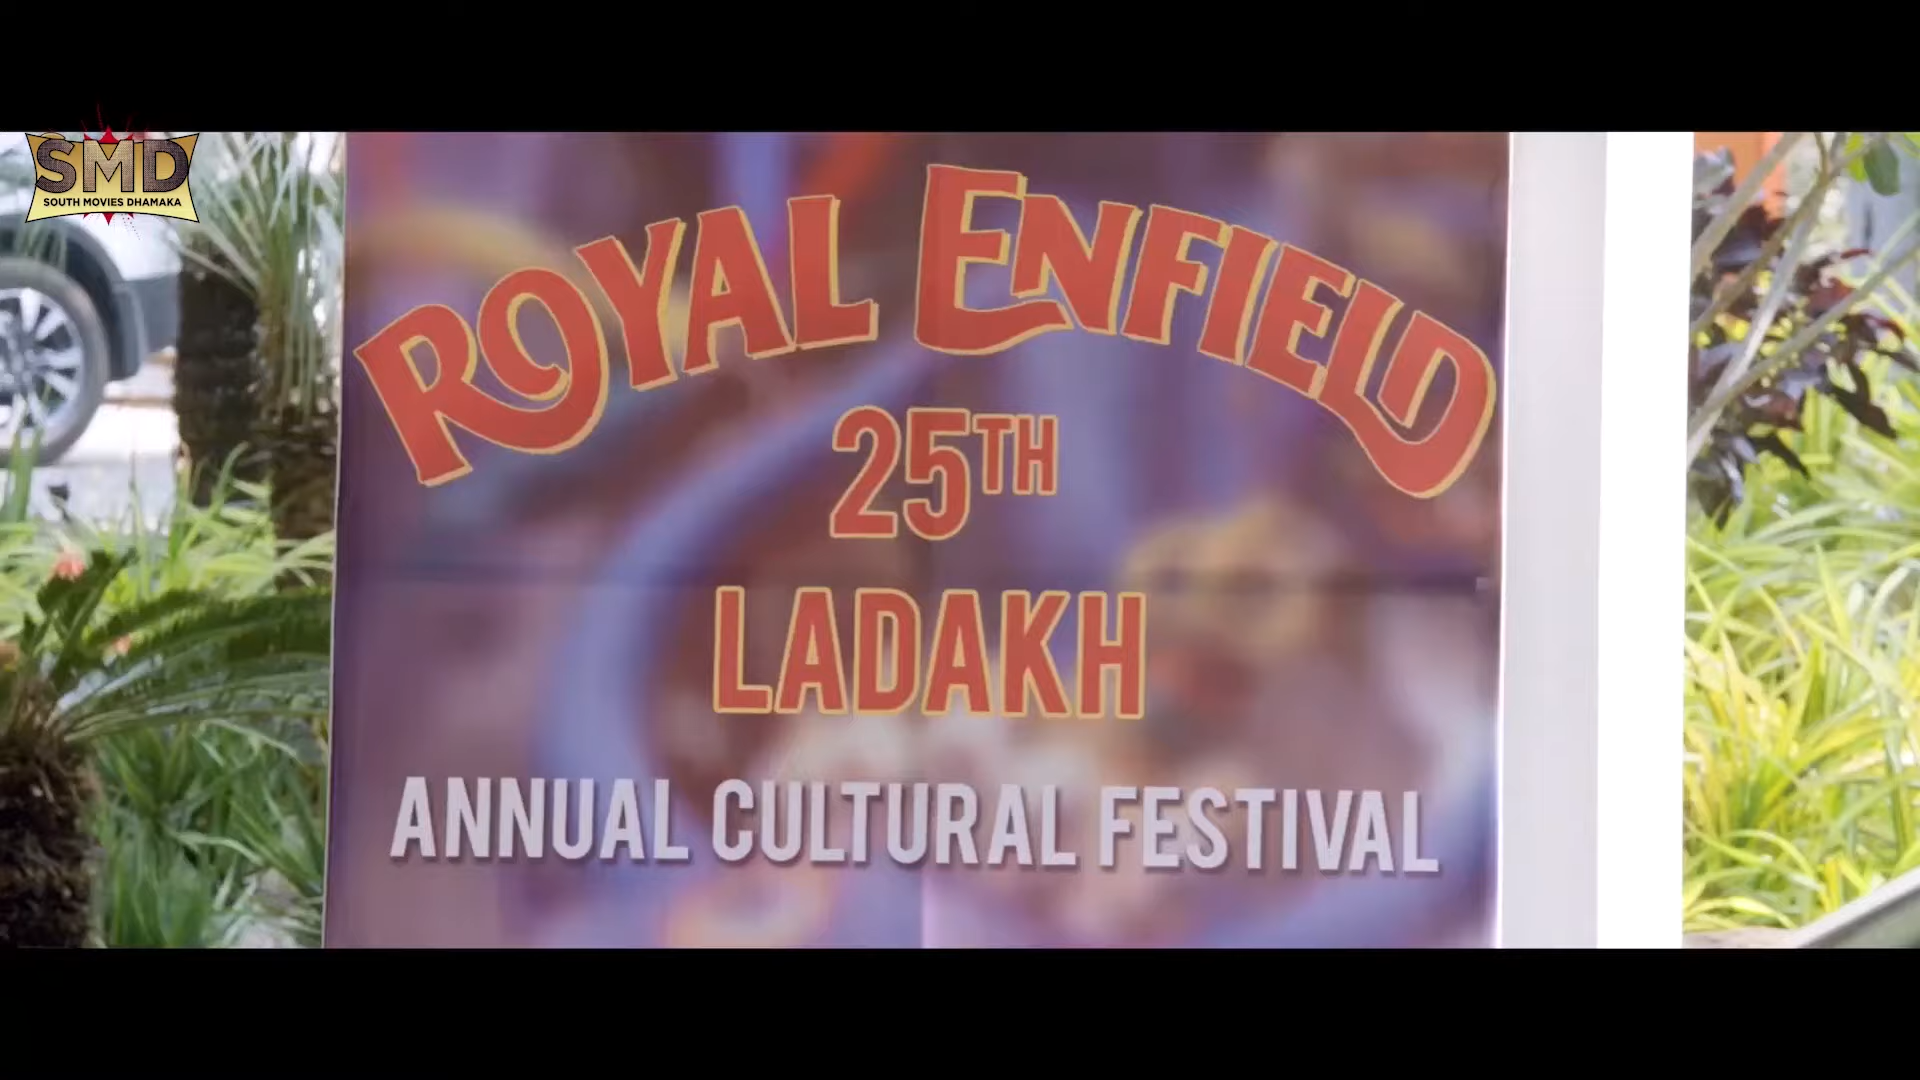 SMD
SOUTH MOVIES DHAMAKA
ROYAL ENFIELD
25TH
LADAKH
ANNUAL CULTURAL FESTIVAL